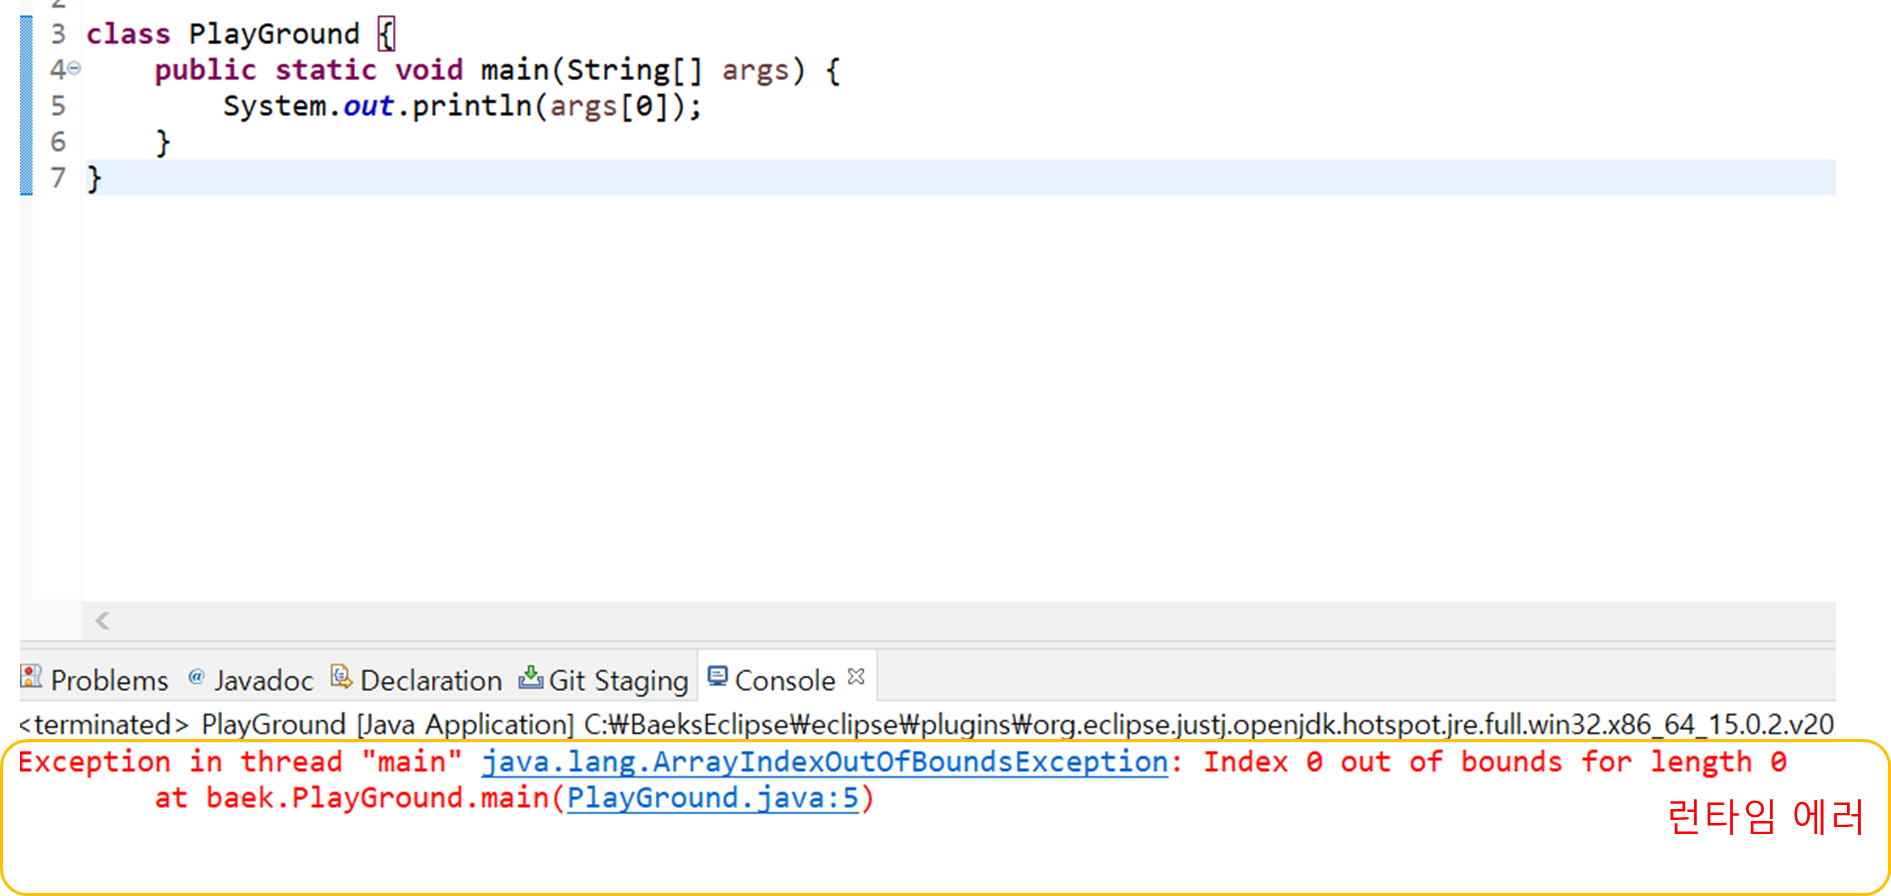 2
3 class PlayGround {
4 public static void main(String[] args) {
5 System.out.println(args[0]);
6 }
7 }
Problems @ Javadoc Declaration Git Staging Console
<terminated> PlayGround [Java Application] C:₩BaeksEclipse₩eclipse₩plugins₩org.eclipse.justj.openjdk.hotspot.jre.full.win32.x86_64_15.0.2.v20
Exception in thread "main" java.lang.ArrayIndexOutOfBoundsException: Index 0 out of bounds for length 0
at baek.PlayGround.main(PlayGround.java:5)
런타임 에러